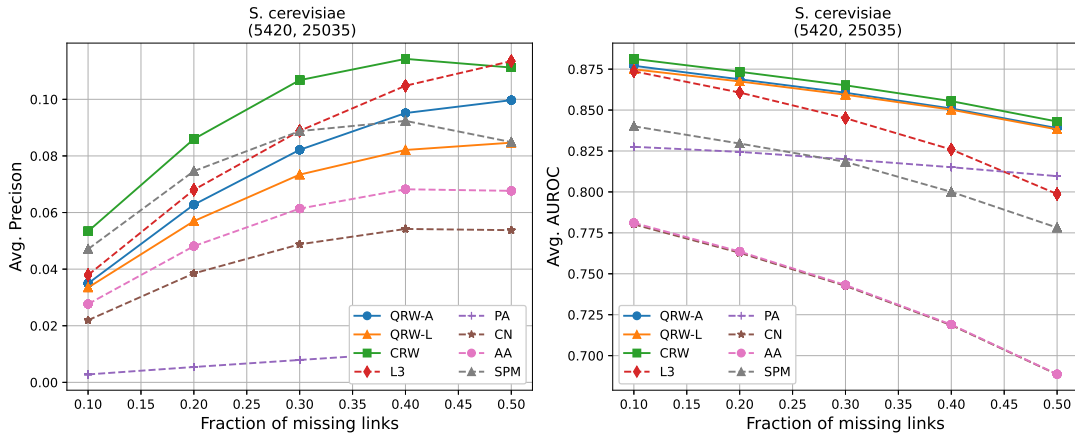 S. cerevisiae
(5420, 25035)
Avg. Precison
0.10
0.08
0.06
0.04
0.02
0.00
QRW-A
QRW-L
CRW
L3
PA
CN
AA
SPM
0.10 0.15 0.20 0.25 0.30 0.35 0.40 0.45 0.50
Fraction of missing links
S. cerevisiae
(5420, 25035)
Avg. AUROC
0.875
0.850
0.825
0.800
0.775
0.750
0.725
0.700
QRW-A
QRW-L
CRW
L3
PA
CN
AA
SPM
0.10 0.15 0.20 0.25 0.30 0.35 0.40 0.45 0.50
Fraction of missing links